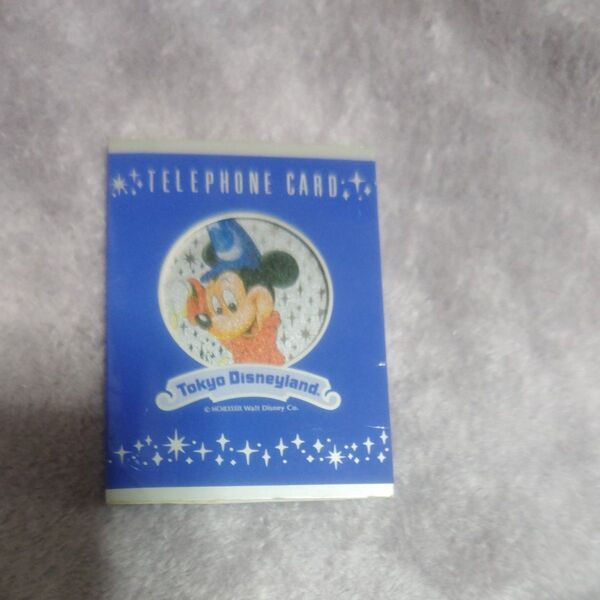 TELEPHONE CARD
Tokyo Disneyland.
© Walt Disney Co.